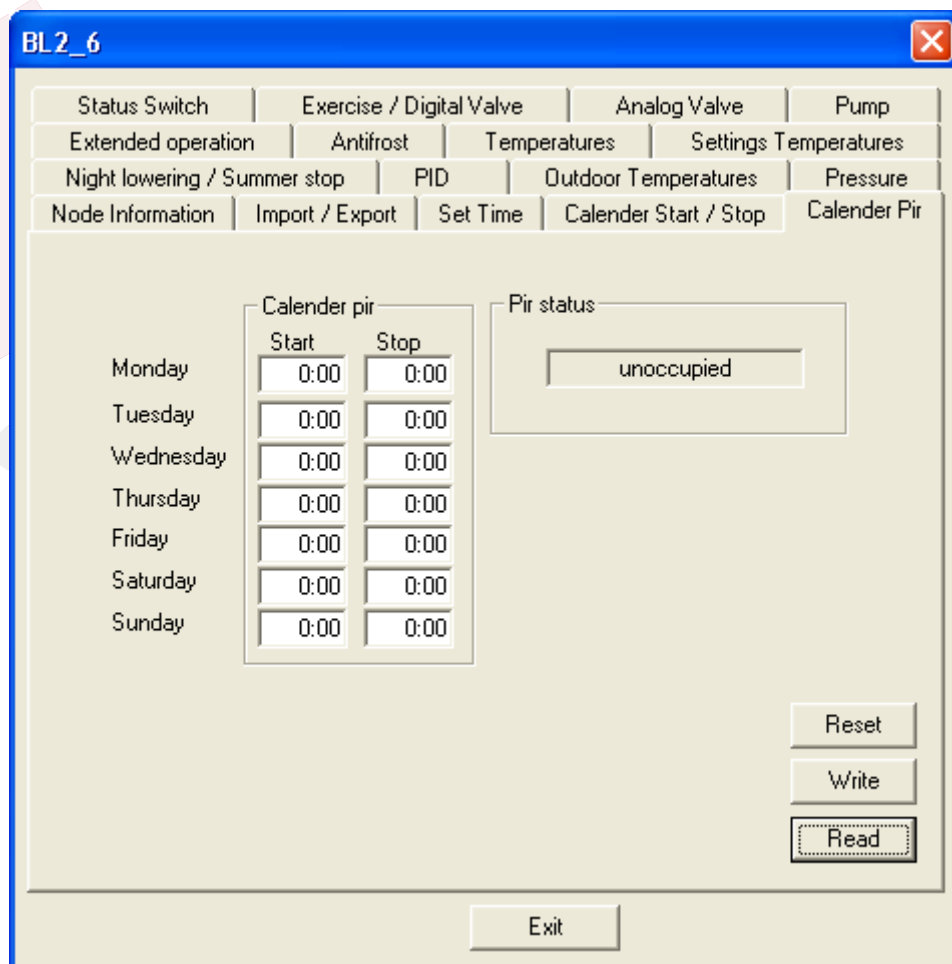 BL2_6
Status Switch Exercise / Digital Valve Analog Valve Pump
Extended operation Antifrost Temperatures Settings Temperatures
Night lowering / Summer stop PID Outdoor Temperatures Pressure
Node Information Import / Export Set Time Calender Start / Stop Calender Pir
Calender pir Pir status
Start Stop
Monday 0:00 0:00 unoccupied
Tuesday 0:00 0:00
Wednesday 0:00 0:00
Thursday 0:00 0:00
Friday 0:00 0:00
Saturday 0:00 0:00
Sunday 0:00 0:00
Reset
Write
Read
Exit